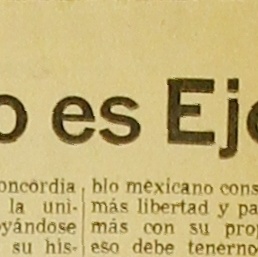 o es Eje
oncordia
la uni-
yándose
su his-
blo mexicano cons
más libertad y pa
más con su prop
eso debe tenerno